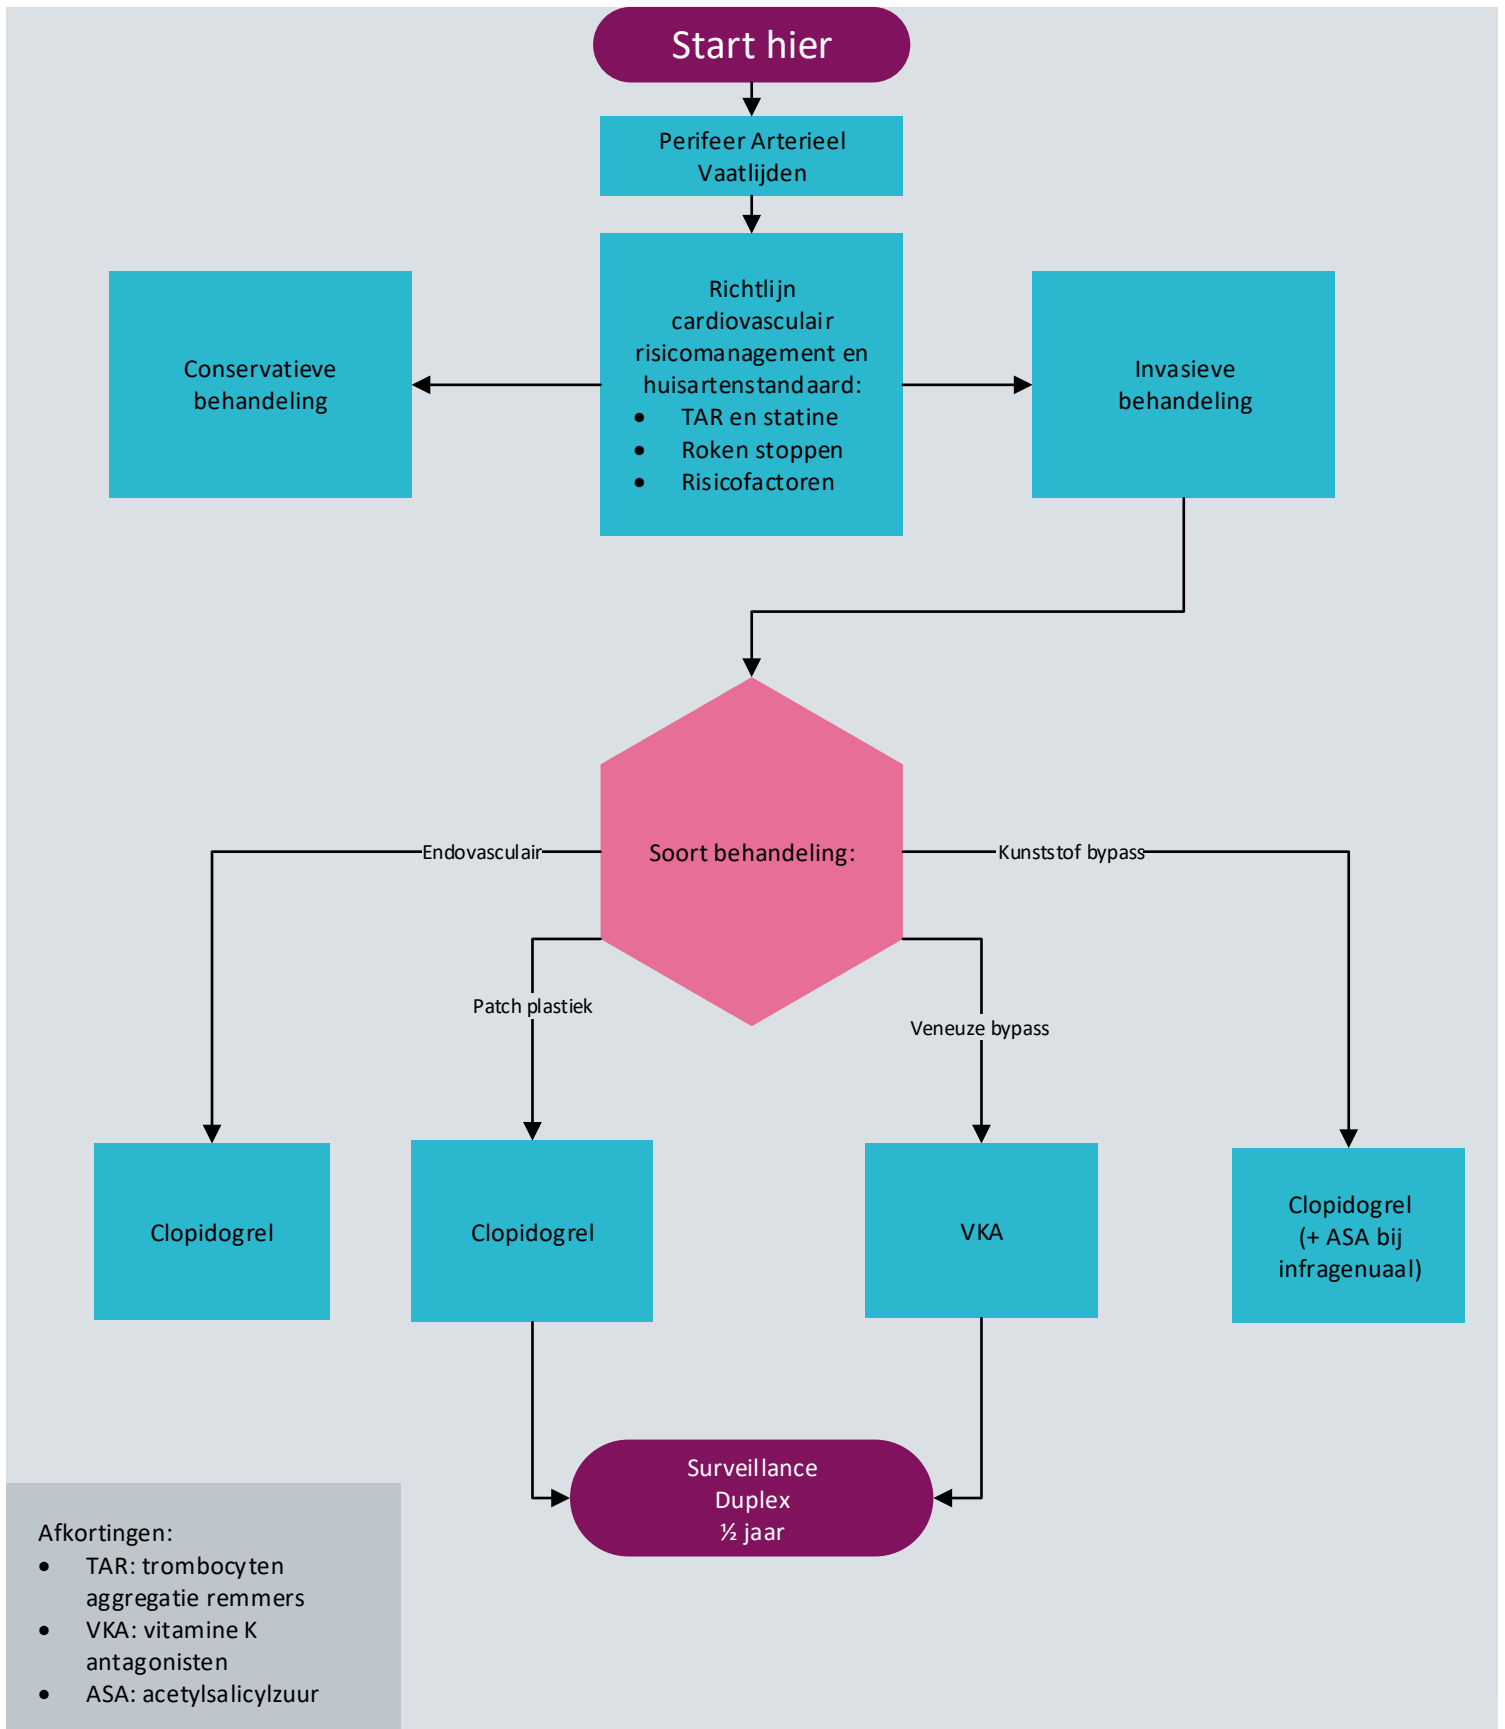 Start hier
Perifeer Arterieel
Vaatlijden
Richtlijn
cardiovasculair
risicomanagement en
huisartenstandaard:
• TAR en statine
• Roken stoppen
• Risicofactoren
Conservatieve
behandeling
Invasieve
behandeling
Soort behandeling:
Endovasculair
Kunststof bypass
Patch plastiek
Veneuze bypass
Clopidogrel
Clopidogrel
VKA
Clopidogrel
(+ ASA bij
infragenuaal)
Surveillance
Duplex
½ jaar
Afkortingen:
• TAR: trombocyten
aggregatie remmers
• VKA: vitamine K
antagonisten
• ASA: acetylsalicylzuur